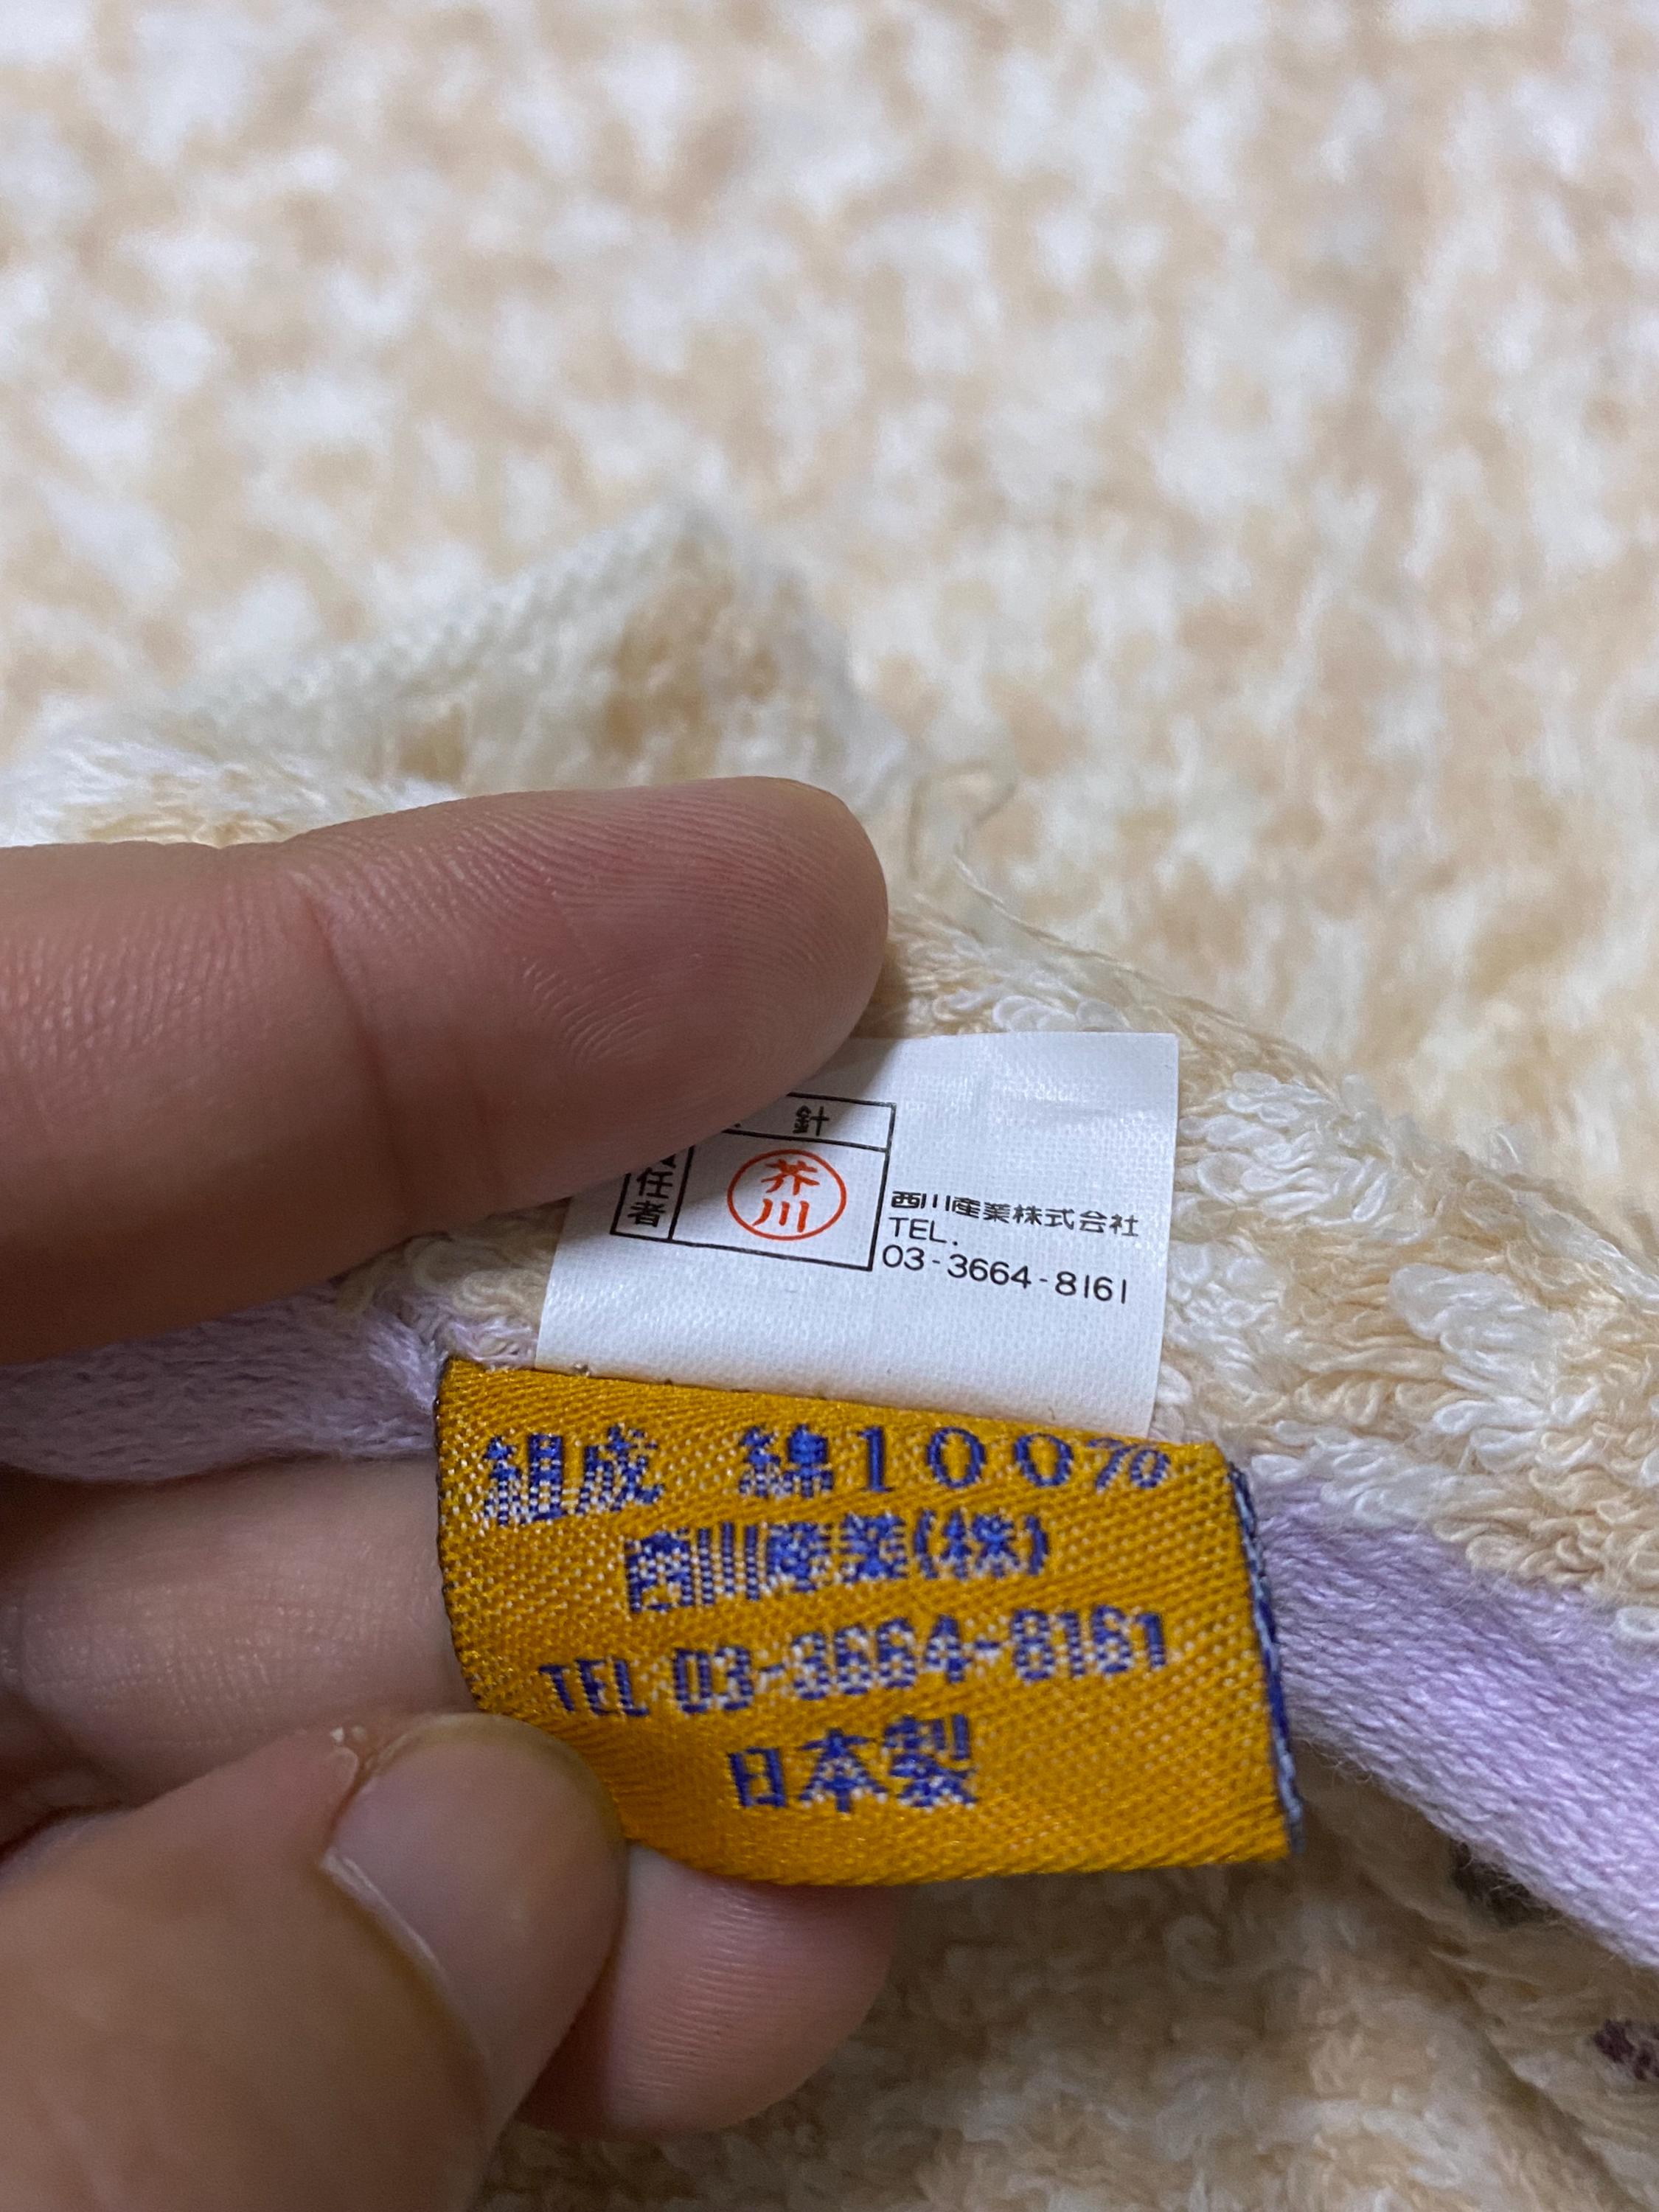 針
任者
芥川
西川産業株式会社
TEL.
03-3664-8161
組成 綿100%
西川産業(株)
TEL 03-3664-8161
日本製